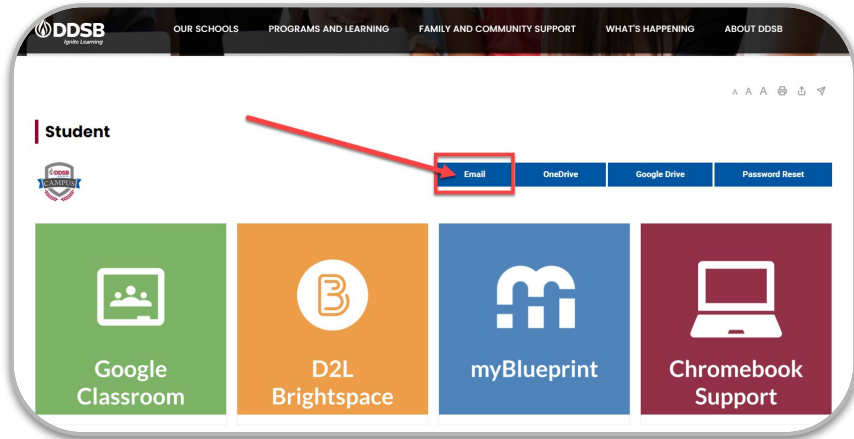 DDSB
Ignite Learning
OUR SCHOOLS PROGRAMS AND LEARNING FAMILY AND COMMUNITY SUPPORT WHAT'S HAPPENING ABOUT DDSB
A A A
Student
DDSB
CAMPUS
Email OneDrive Google Drive Password Reset
Google
Classroom
D2L
Brightspace
myBlueprint
Chromebook
Support